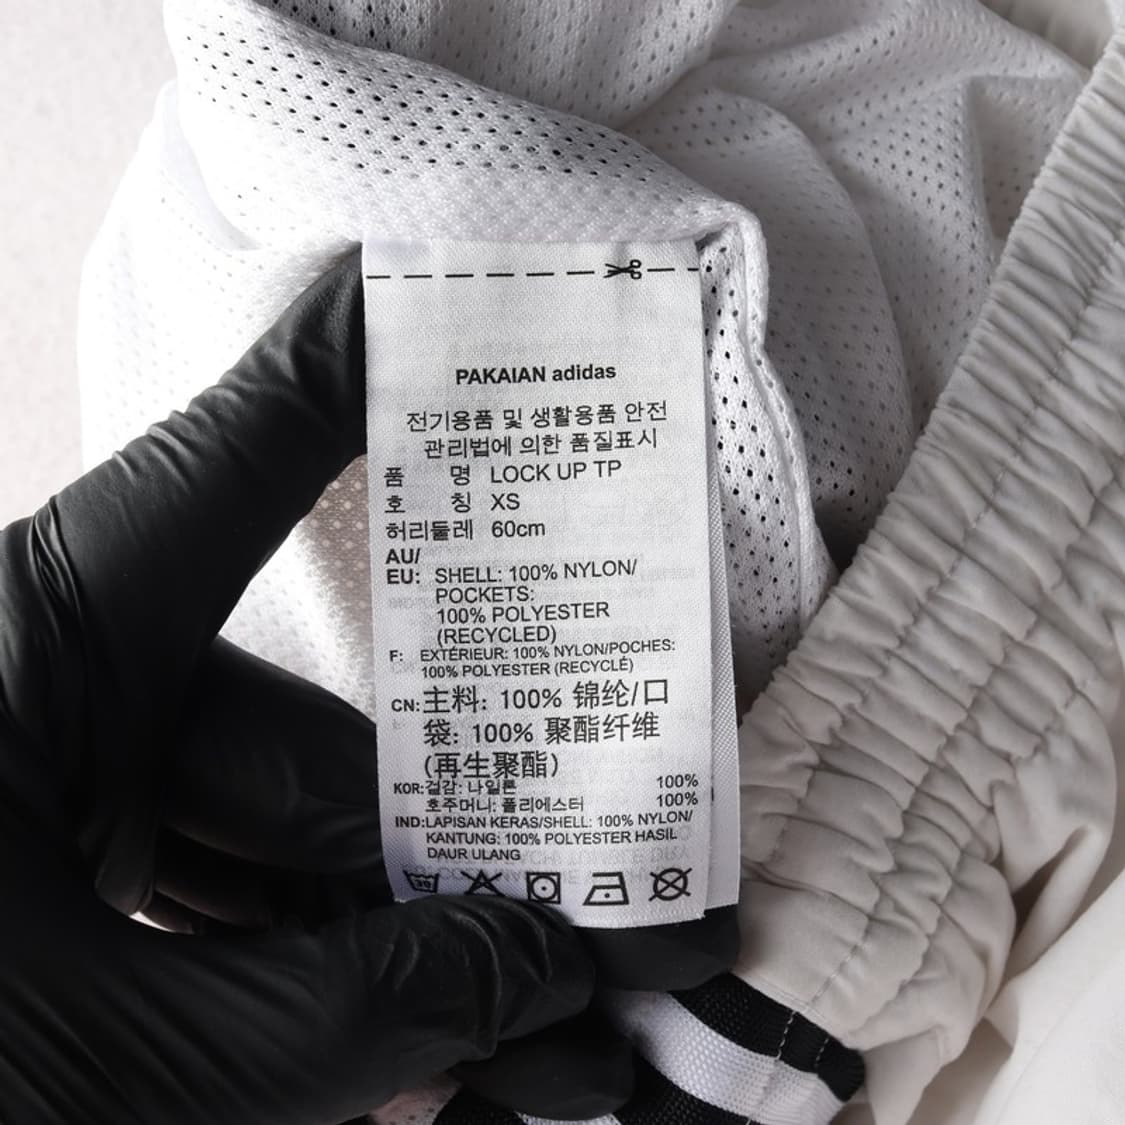 PAKAIAN adidas
전기용품 및 생활용품 안전
관리법에 의한 품질표시
품 명 LOCK UP TP
호 칭 XS
허리둘레 60cm
AU/
EU: SHELL: 100% NYLON/
POCKETS:
100% POLYESTER
(RECYCLED)
F: EXTÉRIEUR: 100% NYLON/POCHES:
100% POLYESTER (RECYCLÉ)
CN:主料: 100% 锦纶/口
袋: 100% 聚酯纤维
(再生聚酯)
KOR:겉감: 나일론 100%
호주머니: 폴리에스터 100%
IND:LAPISAN KERAS/SHELL: 100% NYLON/
KANTUNG: 100% POLYESTER HASIL
DAUR ULANG
30